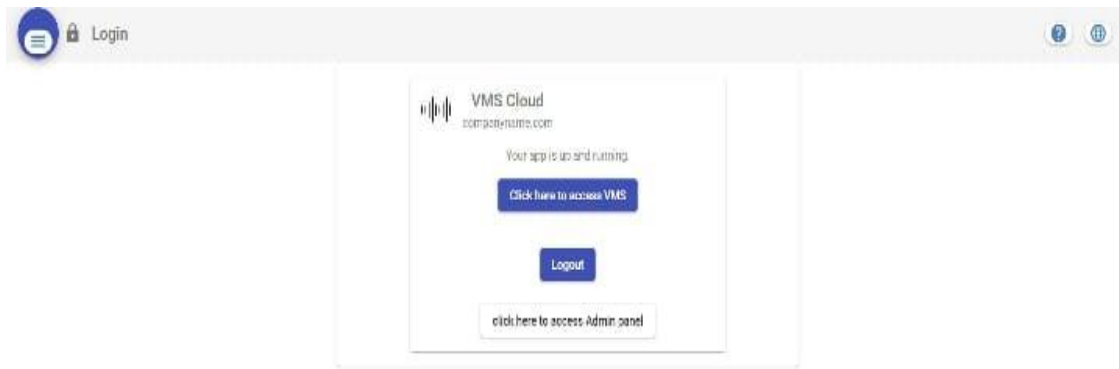 Login
VMS Cloud
companyname.com
Your app is up and running.
Click here to access VMS
Logout
click here to access Admin panel